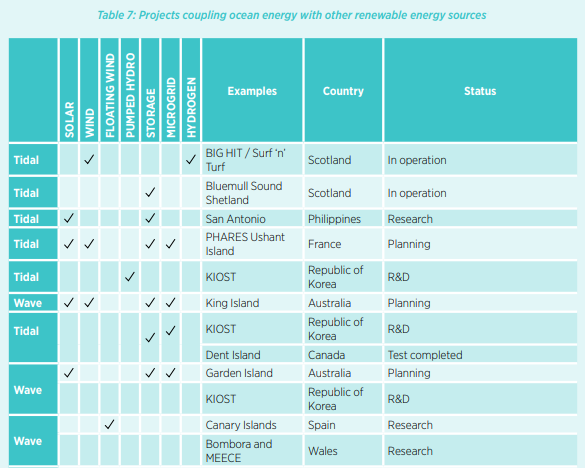 Table 7: Projects coupling ocean energy with other renewable energy sources
SOLAR
WIND
FLOATING WIND
PUMPED HYDRO
STORAGE
MICROGRID
HYDROGEN
Examples
Country
Status
Tidal
BIG HIT / Surf ‘n’
Turf
Scotland
In operation
Tidal
Bluemull Sound
Shetland
Scotland
In operation
Tidal
San Antonio
Philippines
Research
Tidal
PHARES Ushant
Island
France
Planning
Tidal
KIOST
Republic of
Korea
R&D
Wave
King Island
Australia
Planning
Tidal
KIOST
Republic of
Korea
R&D
Dent Island
Canada
Test completed
Wave
Garden Island
Australia
Planning
KIOST
Republic of
Korea
R&D
Wave
Canary Islands
Spain
Research
Bombora and
MEECE
Wales
Research